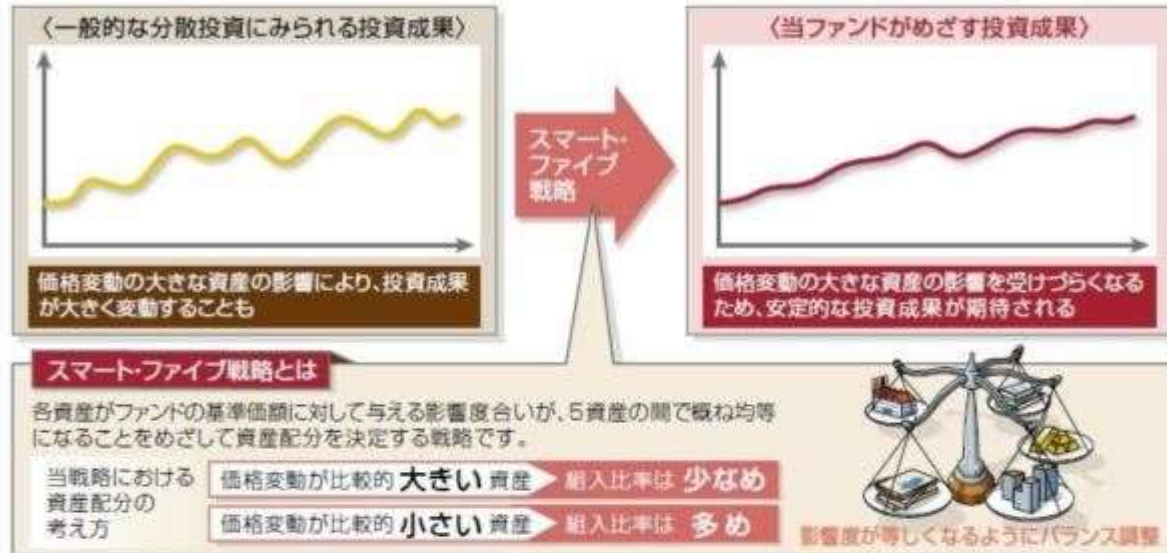 〈一般的な分散投資にみられる投資成果〉
価格変動の大きな資産の影響により、投資成果
が大きく変動することも
スマート・
ファイブ
戦略
〈当ファンドがめざす投資成果〉
価格変動の大きな資産の影響を受けづらくなる
ため、安定的な投資成果が期待される
スマート・ファイブ戦略とは
各資産がファンドの基準価額に対して与える影響度合いが、5資産の間で概ね均等
になることをめざして資産配分を決定する戦略です。
当戦略における
資産配分の
考え方
価格変動が比較的 大きい 資産 組入比率は 少なめ
価格変動が比較的 小さい 資産 組入比率は 多め
影響度が等しくなるようにバランス調整